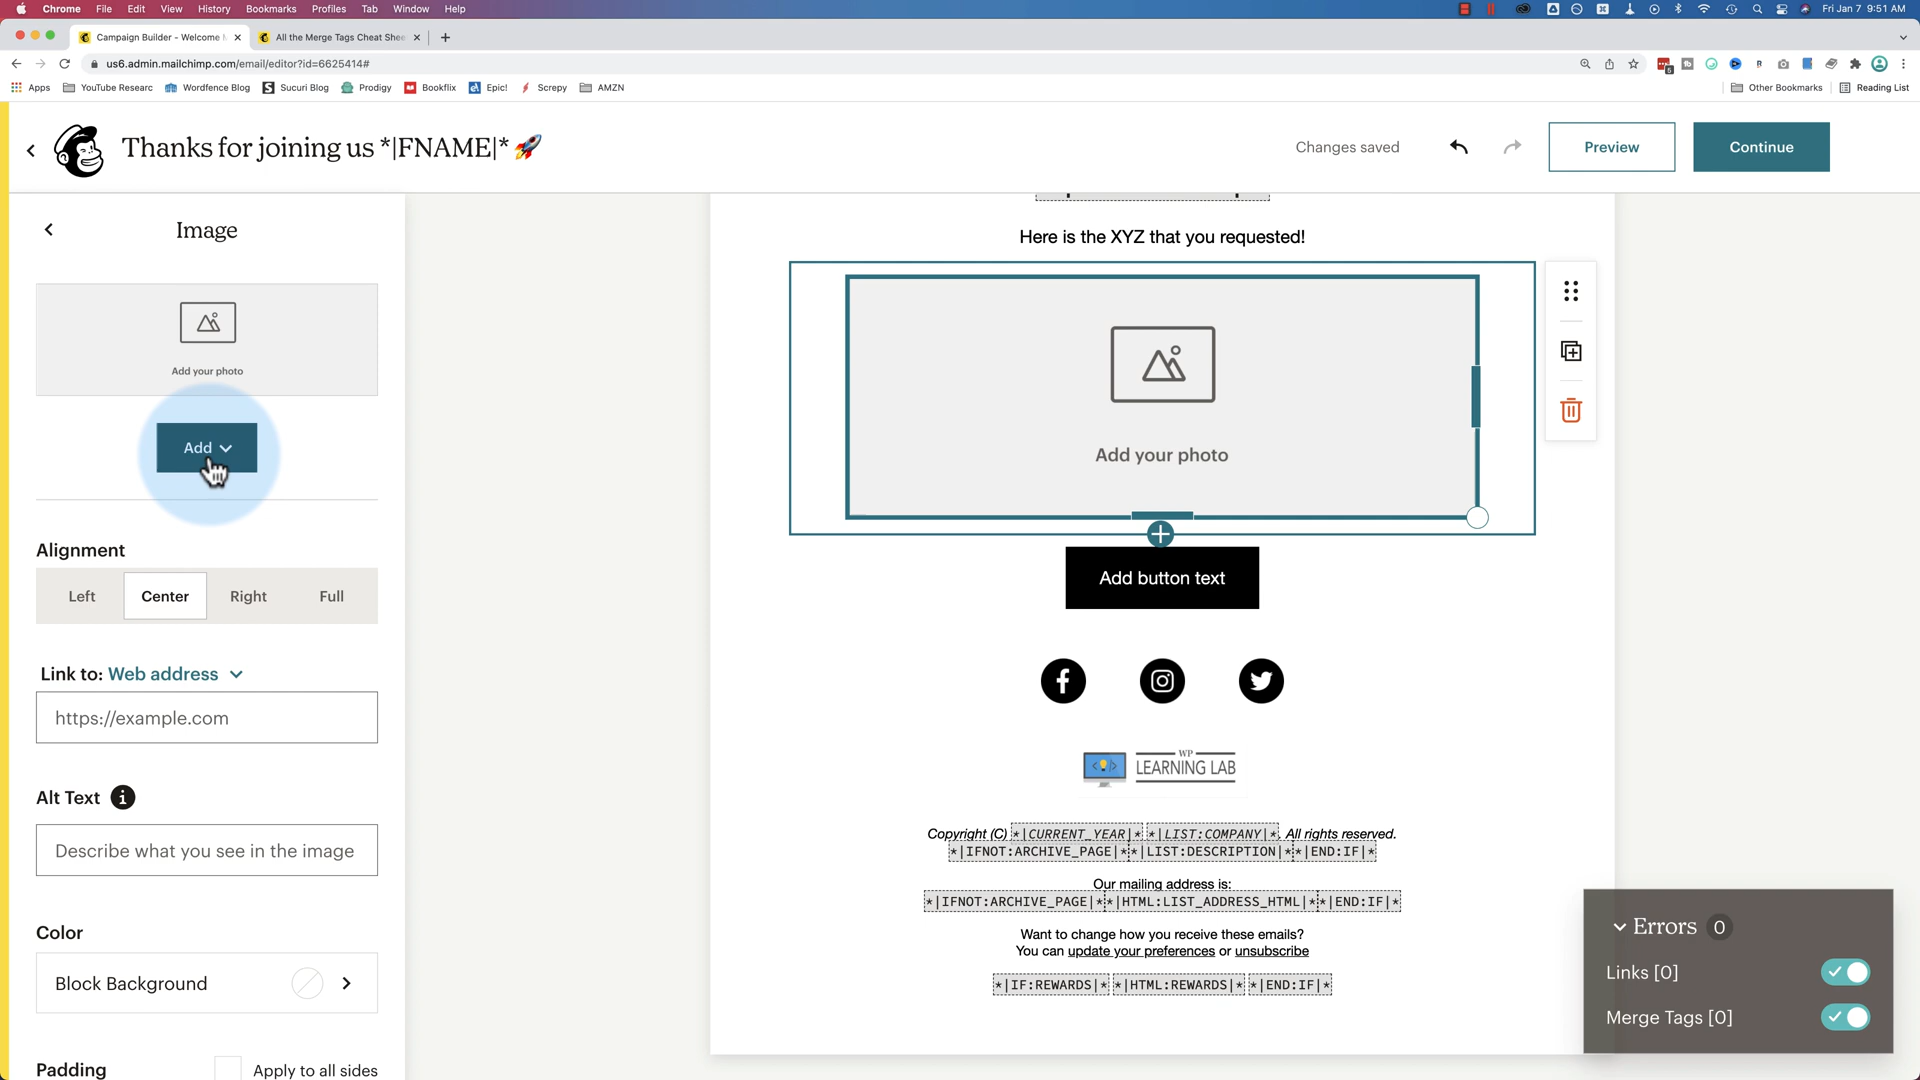 Chrome File Edit View History Bookmarks Profiles Tab Window Help
Fri Jan 7 9:51 AM
Campaign Builder - Welcome
All the Merge Tags Cheat Shee
us6.admin.mailchimp.com/email/editor?id=6625414#
5
Apps YouTube Researc Wordfence Blog Sucuri Blog Prodigy Bookflix Epic! Screpy AMZN
Other Bookmarks Reading List
Thanks for joining us *|FNAME|* 🚀
Changes saved
Preview
Continue
Image
Add your photo
Add
Alignment
Left Center Right Full
Link to: Web address
https://example.com
Alt Text
Describe what you see in the image
Color
Block Background
Padding
Apply to all sides
Here is the XYZ that you requested!
Add your photo
Add button text
WP
LEARNING LAB
Copyright (C) *|CURRENT_YEAR|* *|LIST:COMPANY|*. All rights reserved.
*|IFNOT:ARCHIVE_PAGE|**|LIST:DESCRIPTION|**|END:IF|*
Our mailing address is:
*|IFNOT:ARCHIVE_PAGE|**|HTML:LIST_ADDRESS_HTML|**|END:IF|*
Want to change how you receive these emails?
You can update your preferences or unsubscribe
*|IF:REWARDS|* *|HTML:REWARDS|* *|END:IF|*
Errors 0
Links [0]
Merge Tags [0]